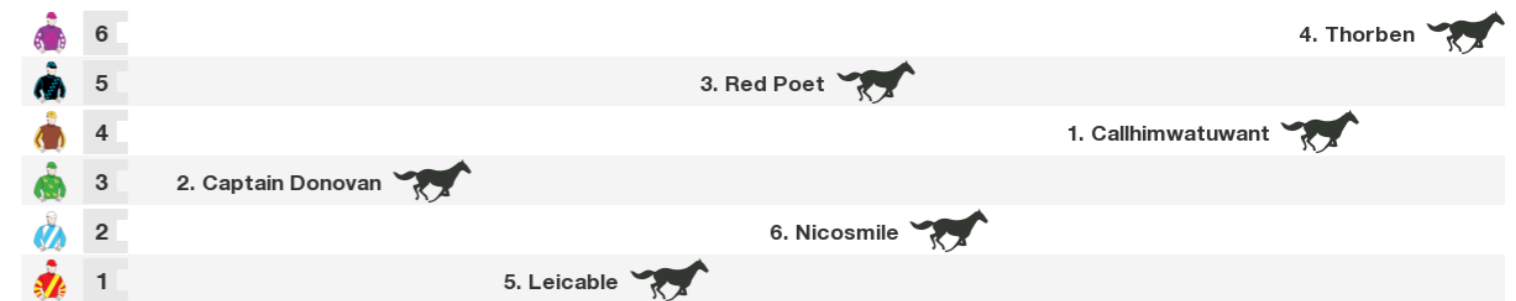 6 4. Thorben
5 3. Red Poet
4 1. Callhimwatuwant
3 2. Captain Donovan
2 6. Nicosmile
1 5. Leicable